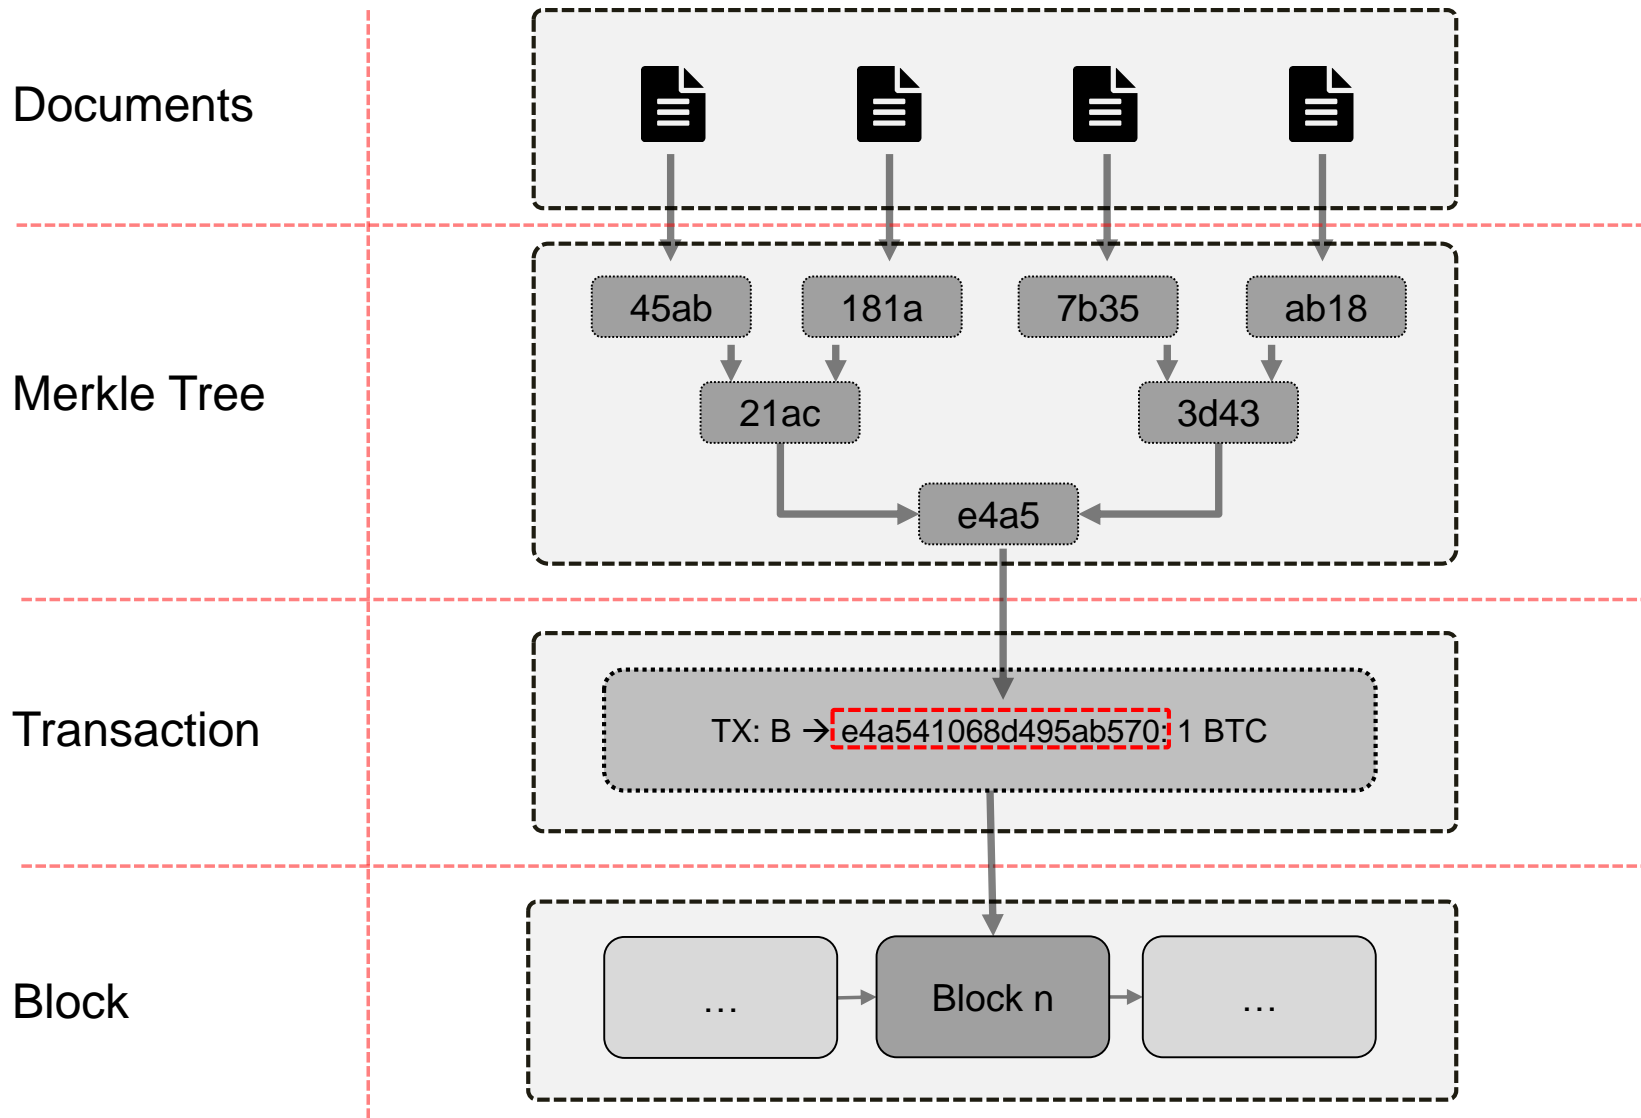 Documents
Merkle Tree
45ab
181a
7b35
ab18
21ac
3d43
e4a5
Transaction
TX: B → e4a541068d495ab570: 1 BTC
Block
...
Block n
...